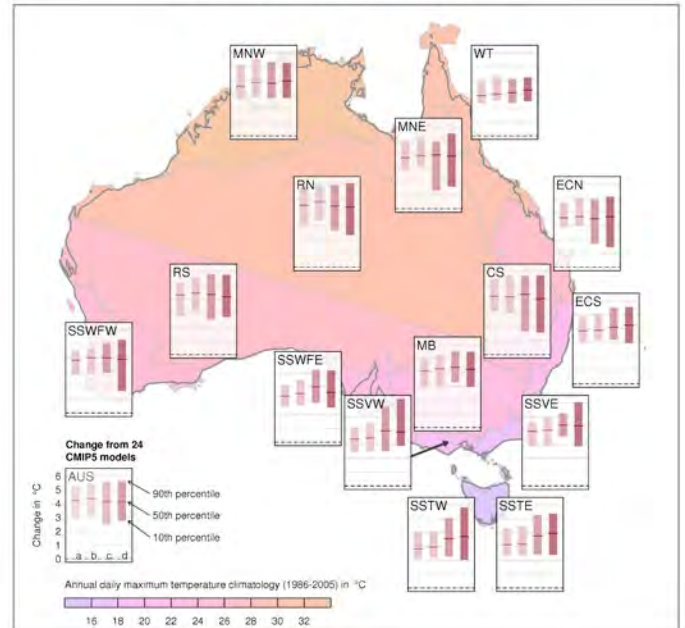 MNW
WT
MNE
RN
ECN
RS
CS
ECS
SSWFW
SSWFE
MB
SSVW
SSVE
Change from 24
CMIP5 models
AUS
6
5
4
3
2
1
0
Change in °C
a b c d
90th percentile
50th percentile
10th percentile
SSTW
SSTE
Annual daily maximum temperature climatology (1986-2005) in °C
16 18 20 22 24 26 28 30 32